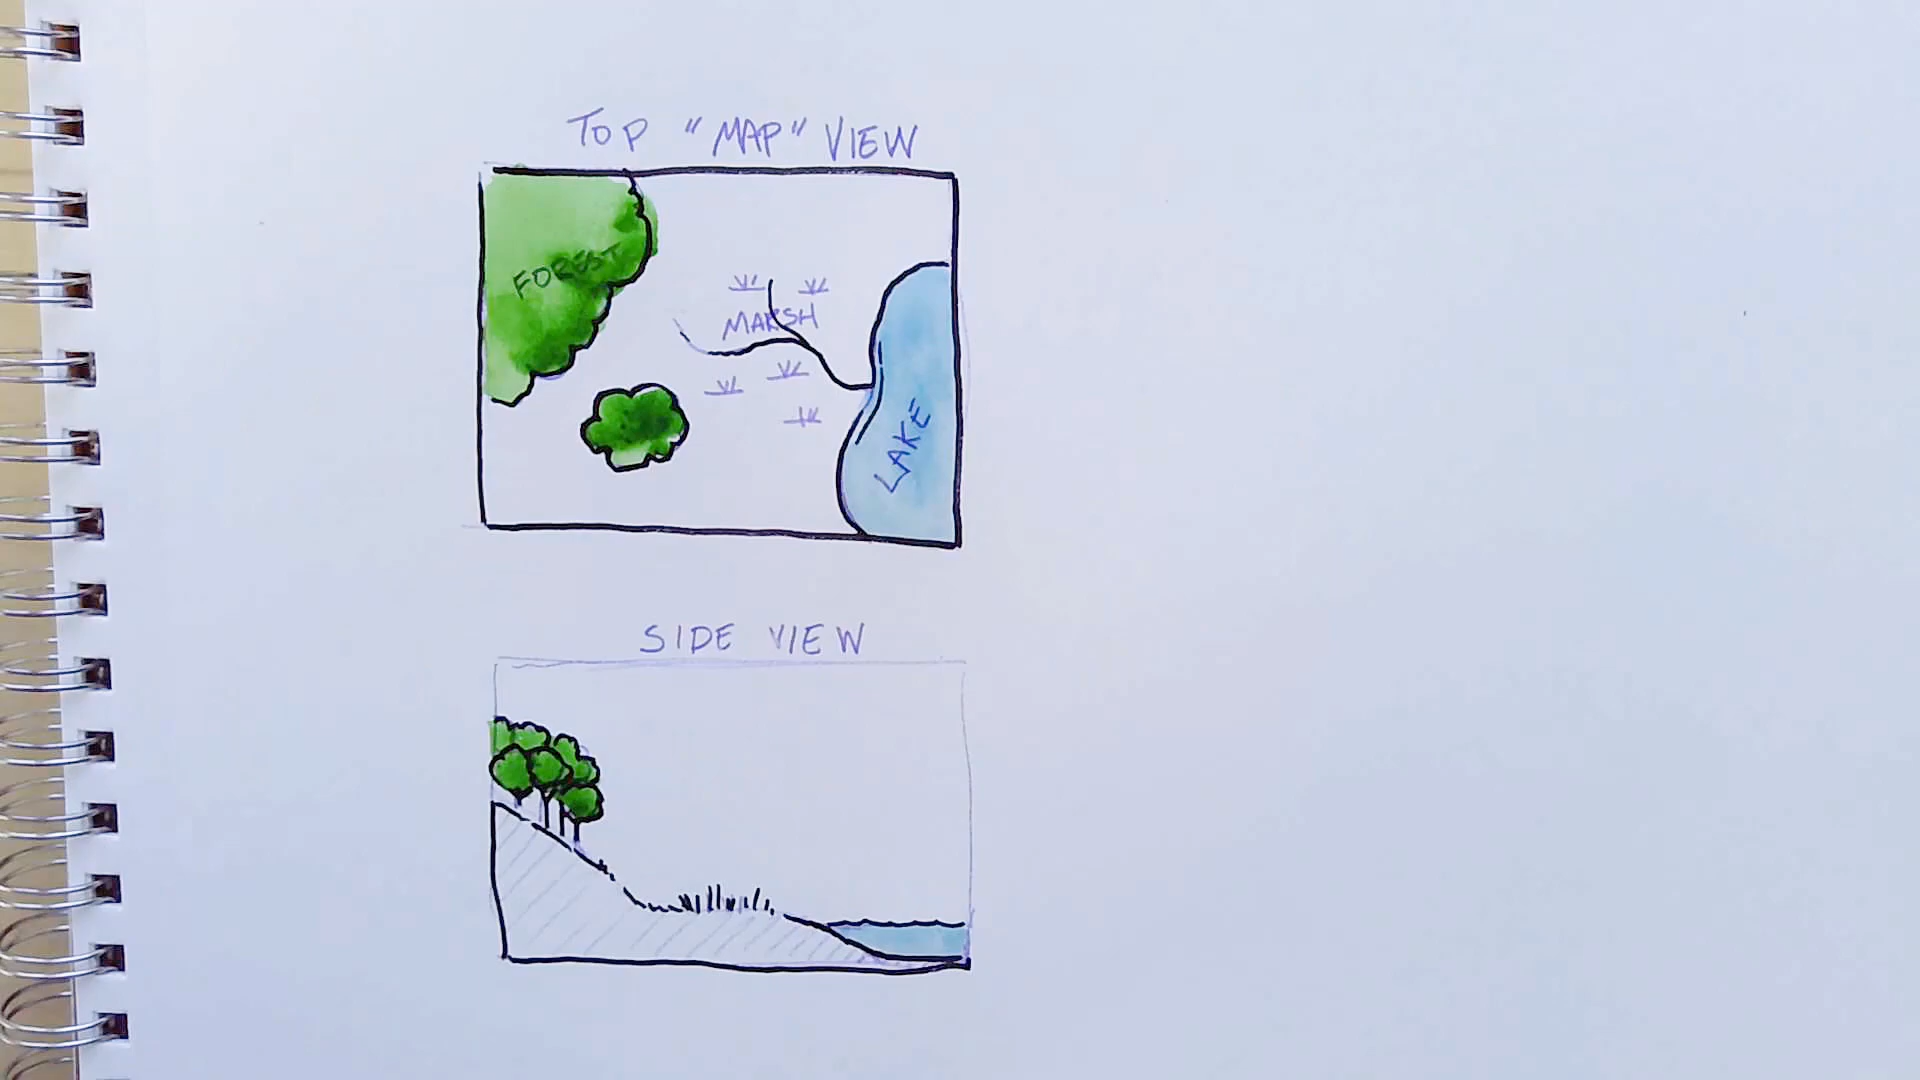 TOP "MAP" VIEW
FOREST
MARSH
LAKE
SIDE VIEW